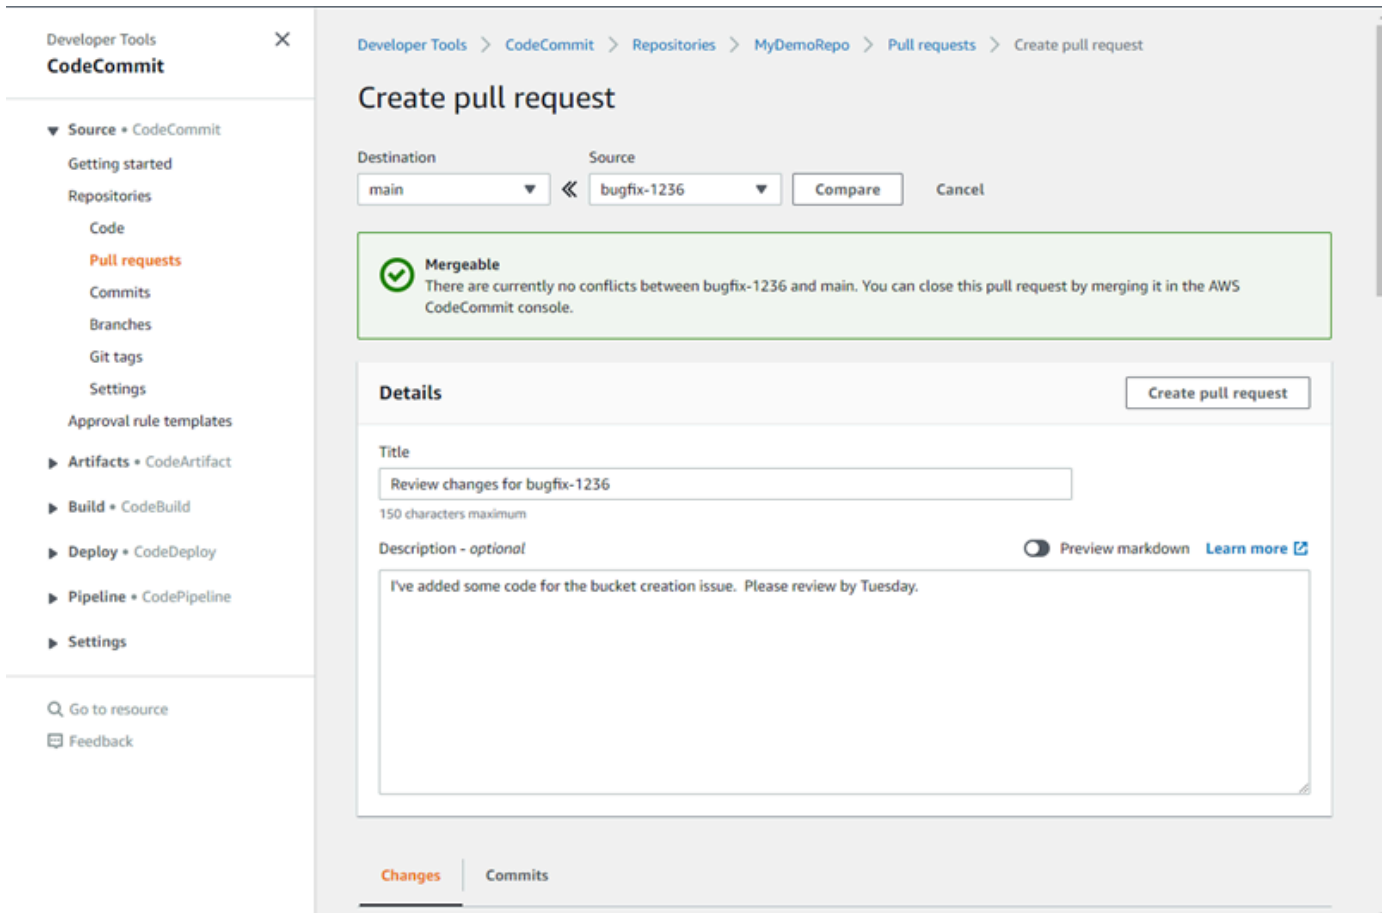 Developer Tools
CodeCommit
Source • CodeCommit
Getting started
Repositories
Code
Pull requests
Commits
Branches
Git tags
Settings
Approval rule templates
Artifacts • CodeArtifact
Build • CodeBuild
Deploy • CodeDeploy
Pipeline • CodePipeline
Settings
Go to resource
Feedback
Developer Tools > CodeCommit > Repositories > MyDemoRepo > Pull requests > Create pull request
Create pull request
Destination Source
main bugfix-1236 Compare Cancel
Mergeable
There are currently no conflicts between bugfix-1236 and main. You can close this pull request by merging it in the AWS
CodeCommit console.
Details Create pull request
Title
Review changes for bugfix-1236
150 characters maximum
Description - optional Preview markdown Learn more
I've added some code for the bucket creation issue.  Please review by Tuesday.
Changes Commits